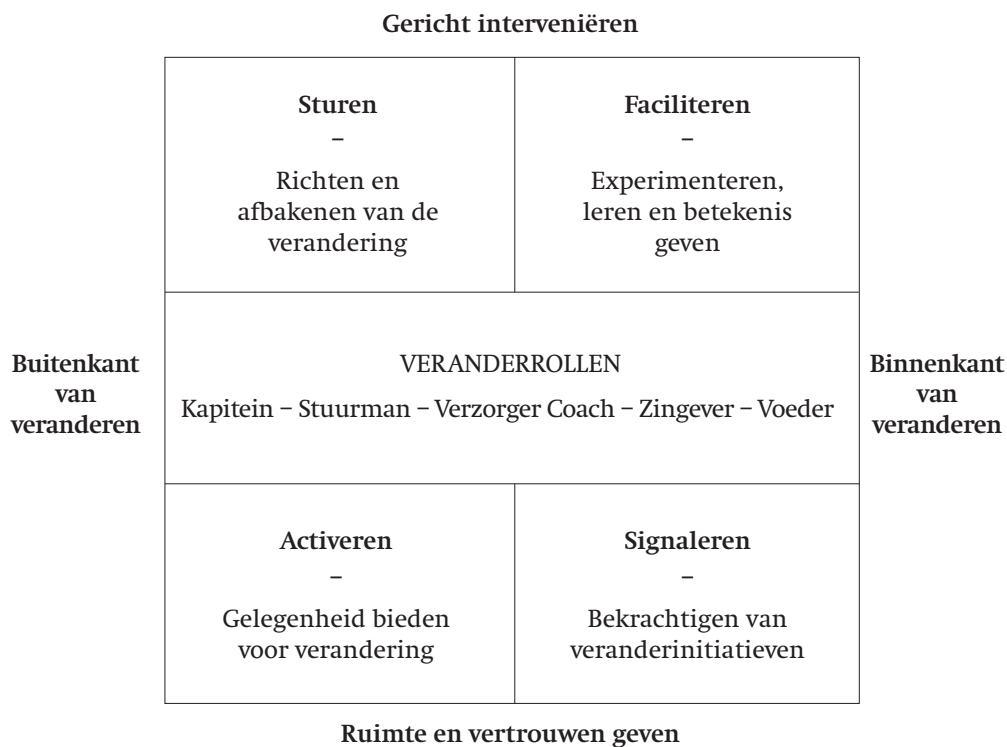 Gericht interveniëren
Sturen
–
Richten en
afbakenen van de
verandering
Faciliteren
–
Experimenteren,
leren en betekenis
geven
Buitenkant
van
veranderen
VERANDERROLLEN
Kapitein – Stuurman – Verzorger Coach – Zingever – Voeder
Binnenkant
van
veranderen
Activeren
–
Gelegenheid bieden
voor verandering
Signaleren
–
Bekrachtigen van
veranderinitiatieven
Ruimte en vertrouwen geven